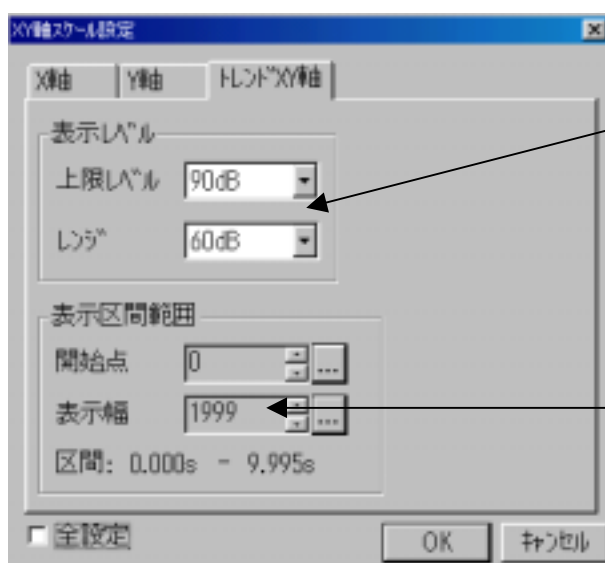 XY軸スケール設定
X軸 Y軸 トレンドXY軸
表示レベル
上限レベル 90dB
レンジ 60dB
表示区間範囲
開始点 0 ...
表示幅 1999 ...
区間: 0.000s - 9.995s
全設定 OK キャンセル